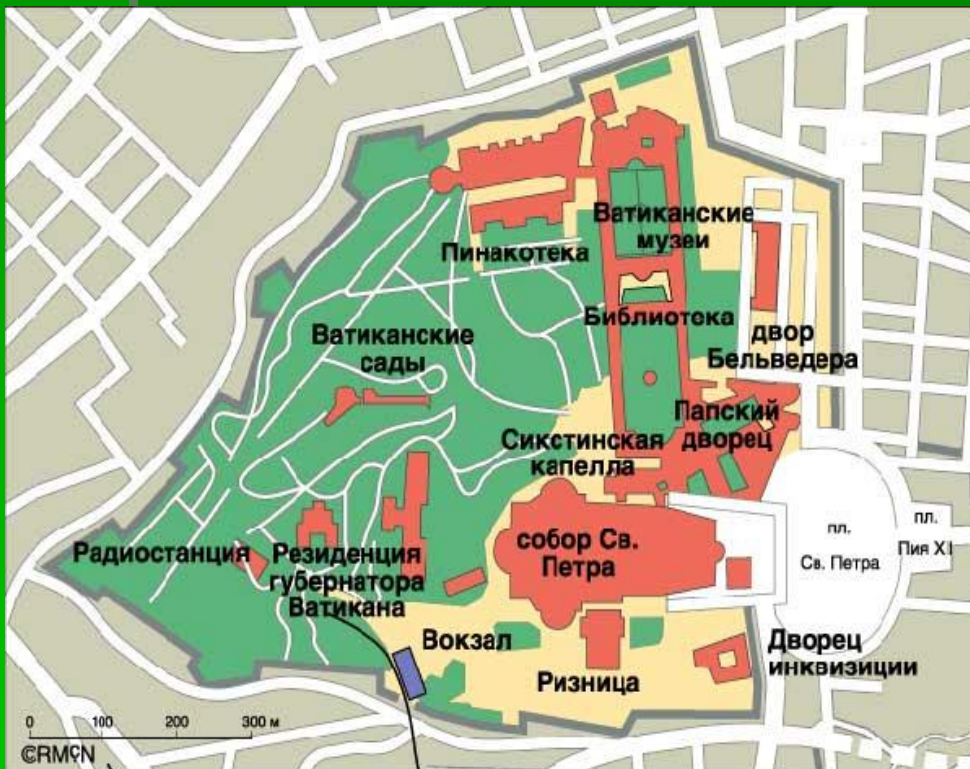 Ватиканские
музеи
Пинакотека
Библиотека
Ватиканские
сады
двор
Бельведера
Папский
дворец
Сикстинская
капелла
пл.
Св. Петра
пл.
Пия XI
собор Св.
Петра
Радиостанция
Резиденция
губернатора
Ватикана
Вокзал
Дворец
инквизиции
Ризница
0 100 200 300 м
©RMCN